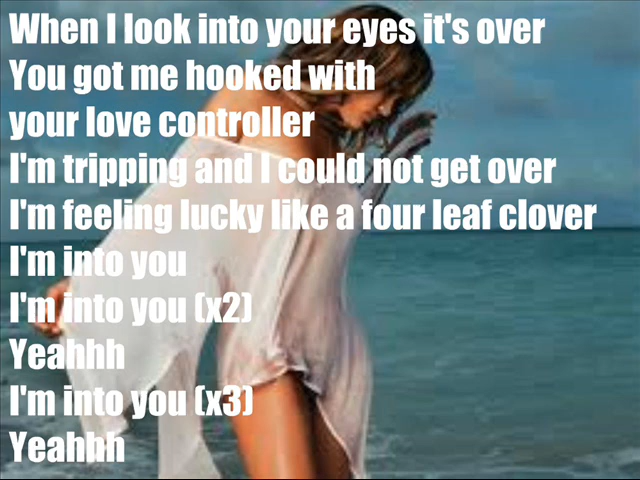 When I look into your eyes it's over
You got me hooked with
your love controller
I'm tripping and I could not get over
I'm feeling lucky like a four leaf clover
I'm into you
I'm into you (x2)
Yeahhh
I'm into you (x3)
Yeahhh